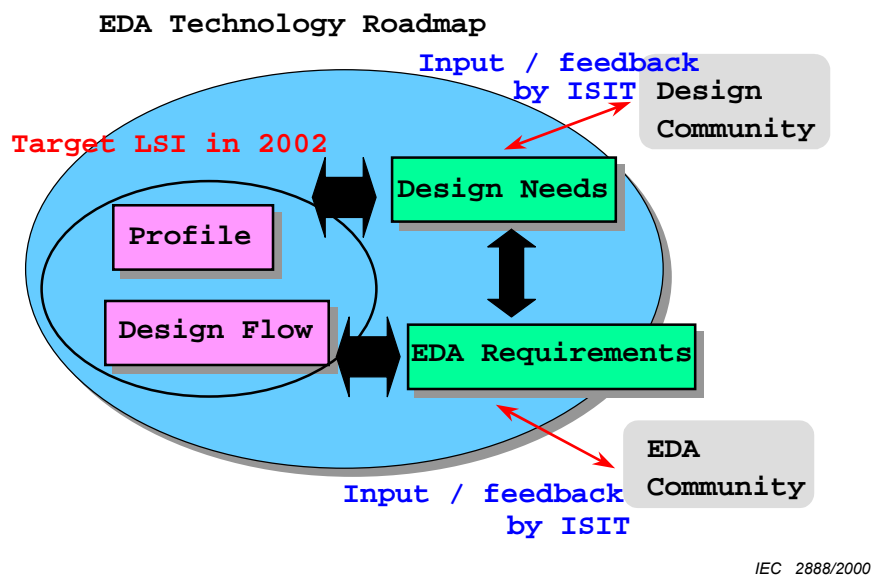 EDA Technology Roadmap
Input / feedback
by ISIT
Design
Community
Target LSI in 2002
Design Needs
Profile
Design Flow
EDA Requirements
EDA
Community
Input / feedback
by ISIT
IEC 2888/2000